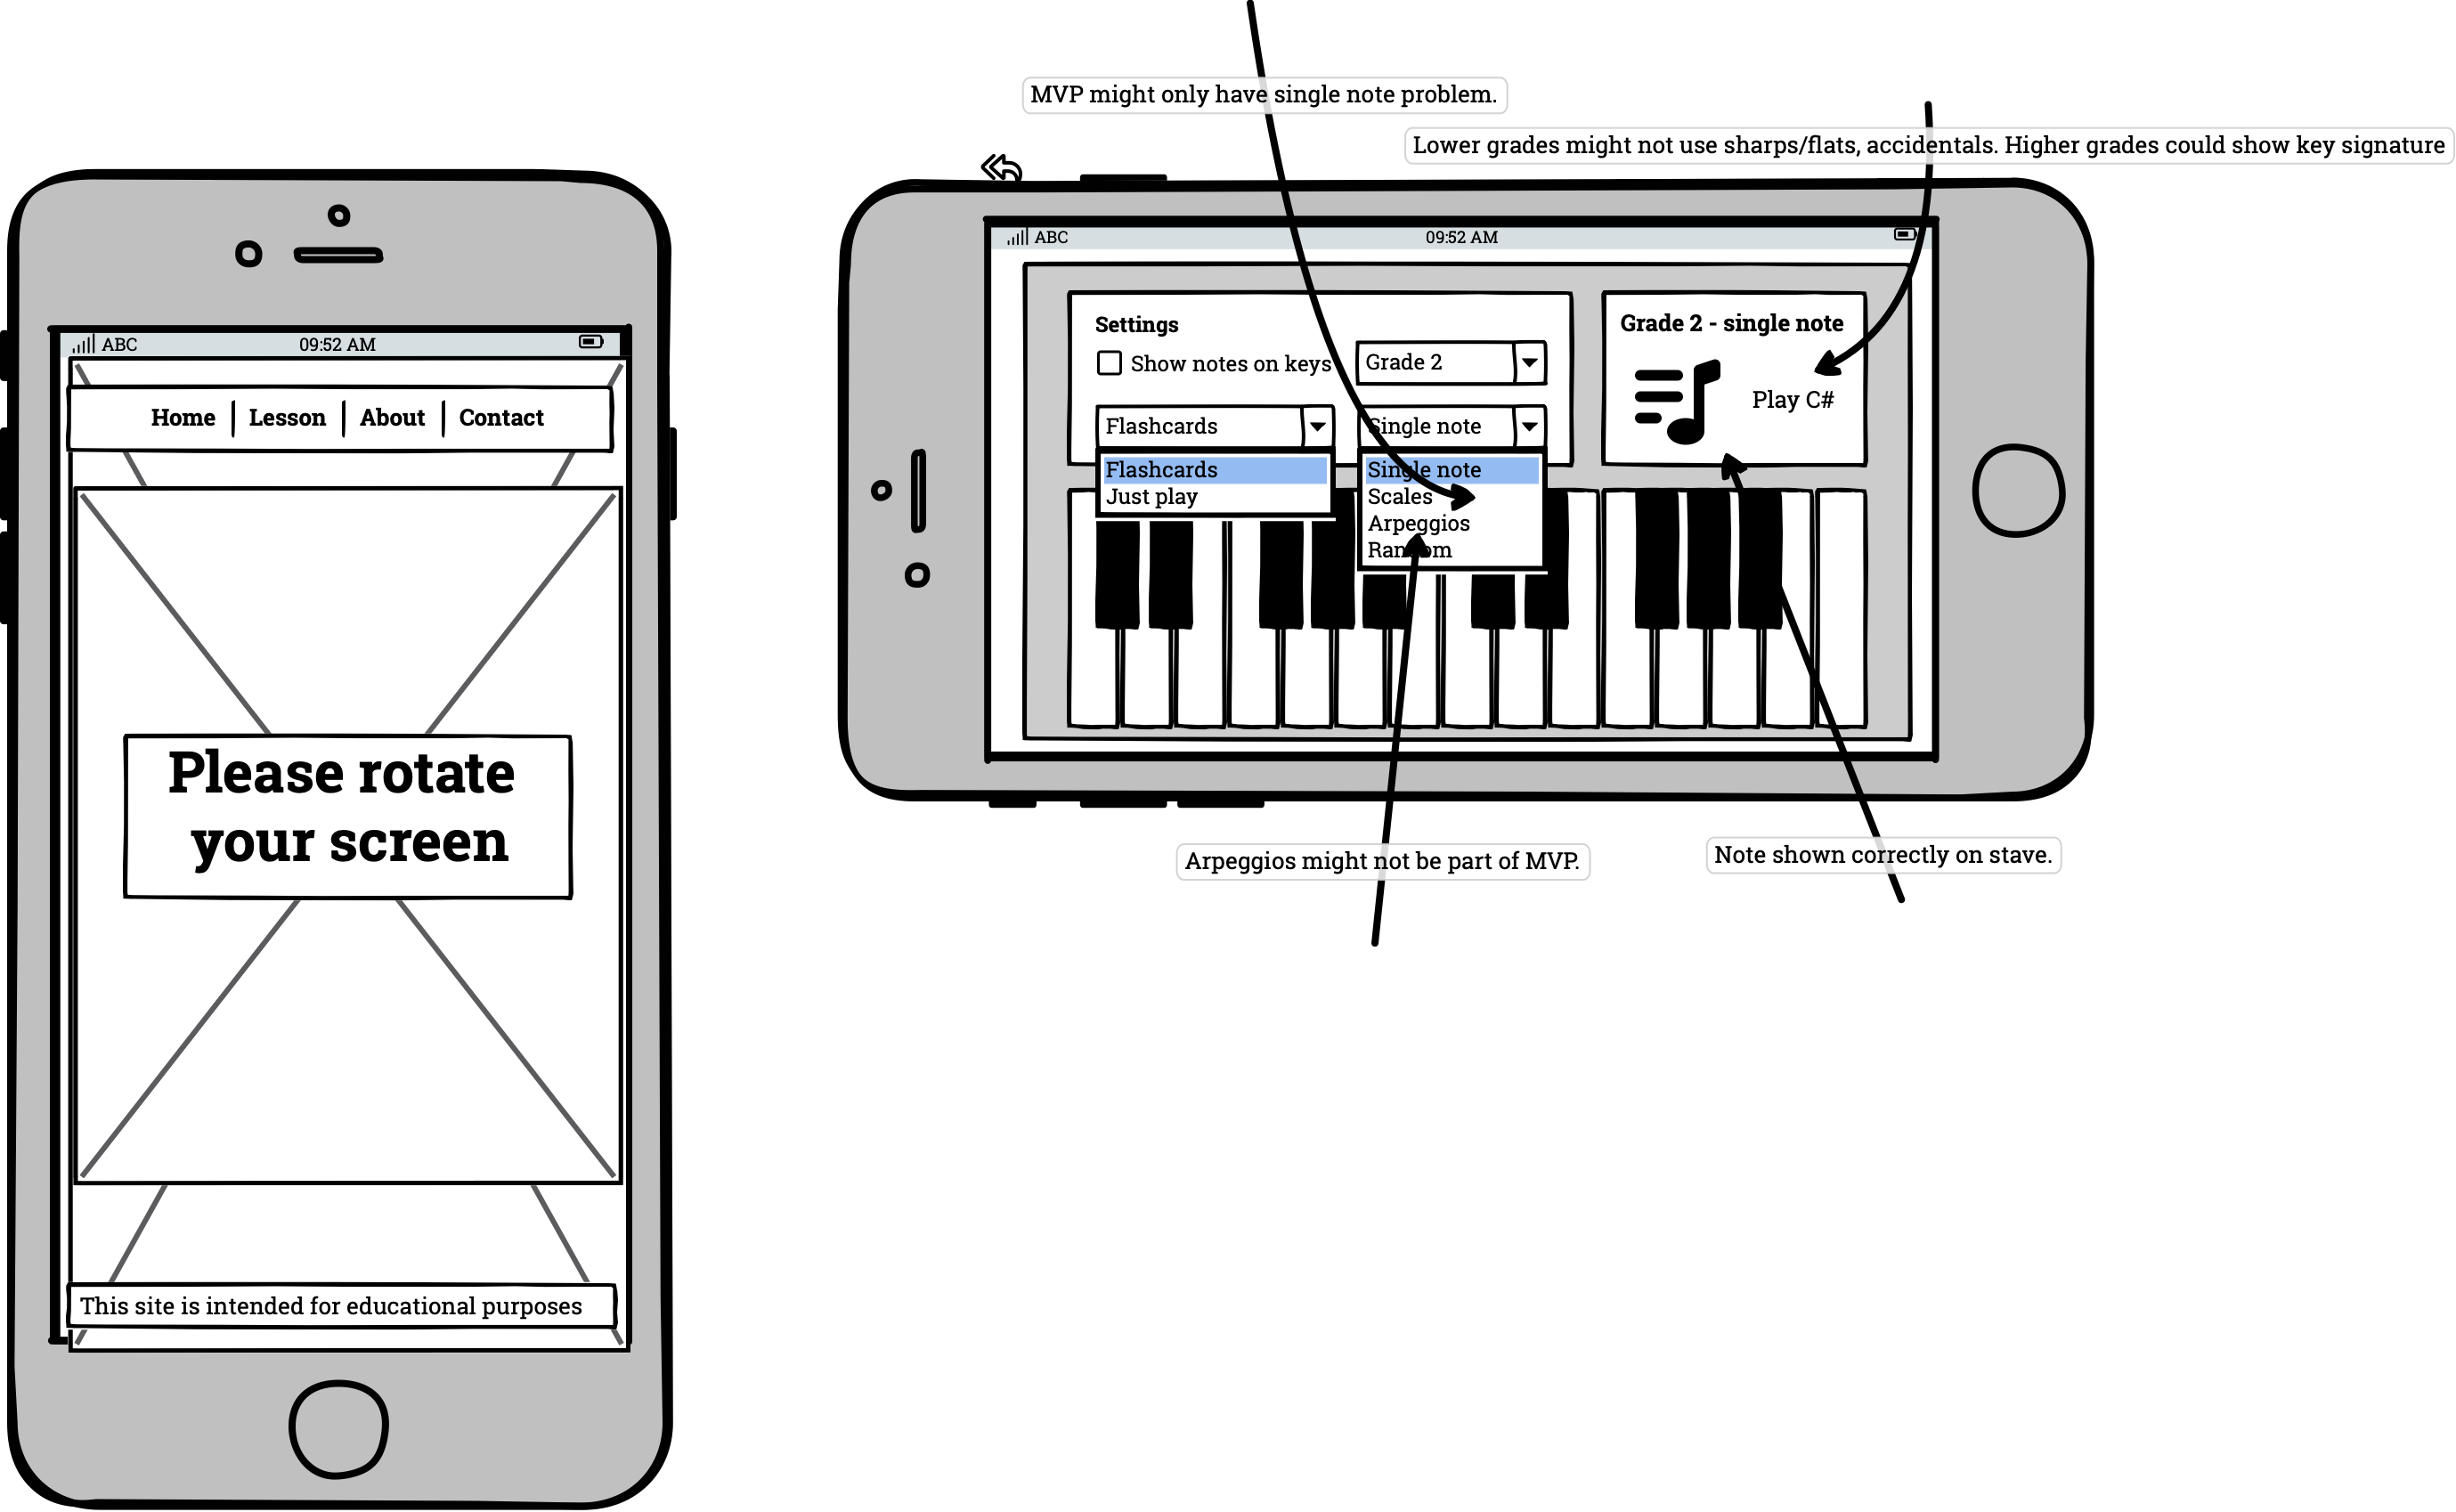 MVP might only have single note problem.
Lower grades might not use sharps/flats, accidentals. Higher grades could show key signature
ABC 09:52 AM
Home Lesson About Contact
Please rotate
your screen
This site is intended for educational purposes
ABC 09:52 AM
Settings
Show notes on keys
Grade 2
Flashcards
Flashcards
Just play
Single note
Single note
Scales
Arpeggios
Random
Grade 2 - single note
Play C#
Arpeggios might not be part of MVP.
Note shown correctly on stave.